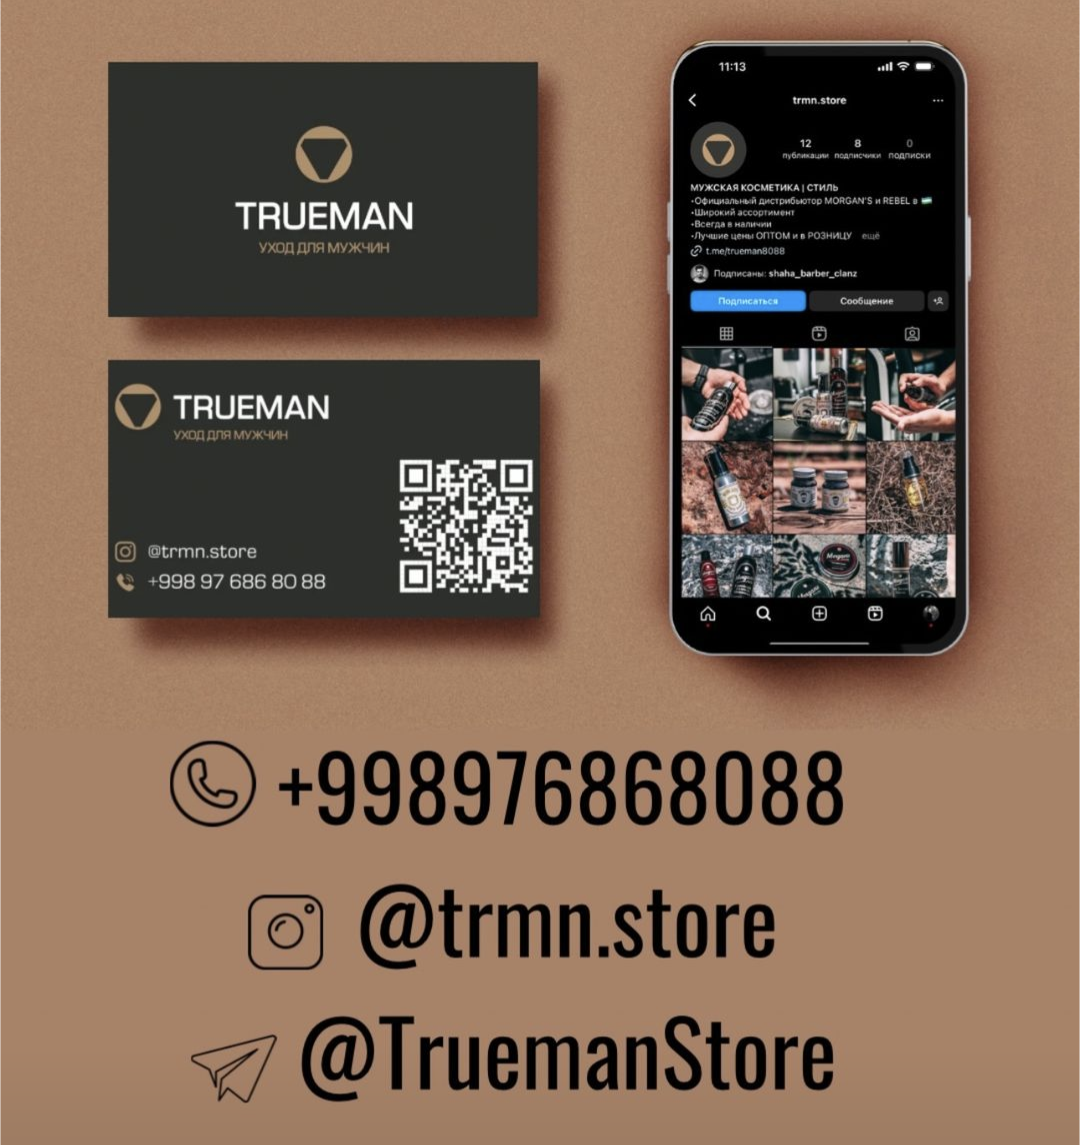 TRUEMAN
УХОД ДЛЯ МУЖЧИН
TRUEMAN
УХОД ДЛЯ МУЖЧИН
@trmn.store
+998 97 686 80 88
11:13
trmn.store
12 8 0
публикации подписчики подписки
МУЖСКАЯ КОСМЕТИКА | СТИЛЬ
•Официальный дистрибьютор MORGAN'S и REBEL в 🇺🇿
•Широкий ассортимент
•Всегда в наличии
•Лучшие цены ОПТОМ и в РОЗНИЦУ ещё
t.me/trueman8088
Подписаны: shaha_barber_clanz
Подписаться Сообщение
Morgans
+998976868088
@trmn.store
@TruemanStore